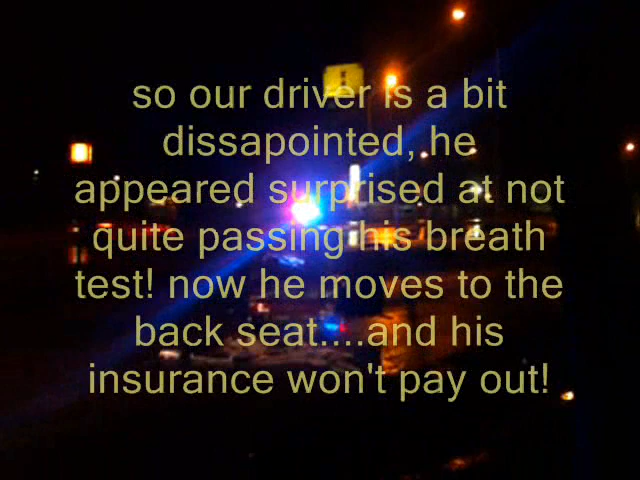 so our driver is a bit
dissapointed, he
appeared surprised at not
quite passing his breath
test! now he moves to the
back seat....and his
insurance won't pay out!